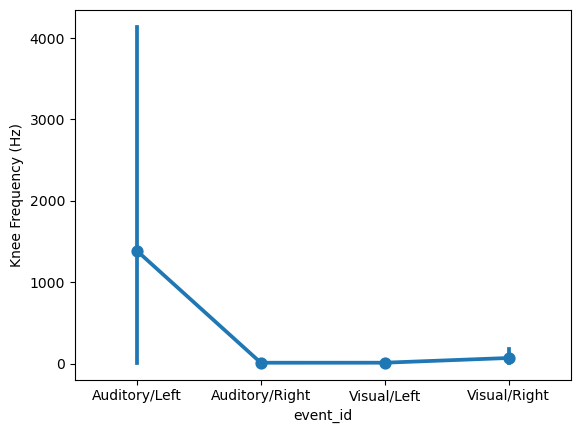 4000
3000
2000
1000
0
Knee Frequency (Hz)
Auditory/Left Auditory/Right Visual/Left Visual/Right
event_id